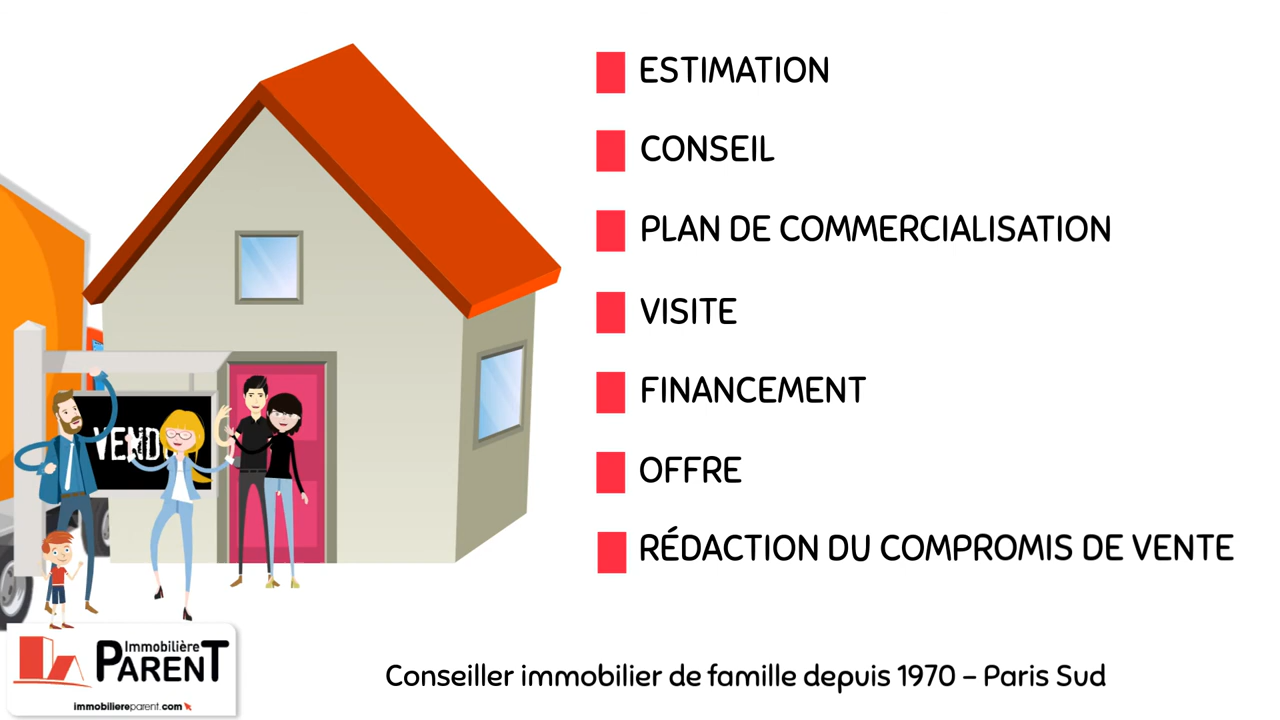 ESTIMATION
CONSEIL
PLAN DE COMMERCIALISATION
VISITE
FINANCEMENT
OFFRE
RÉDACTION DU COMPROMIS DE VENTE
VEND
Immobilière
PARENT
immobiliereparent.com
Conseiller immobilier de famille depuis 1970 – Paris Sud